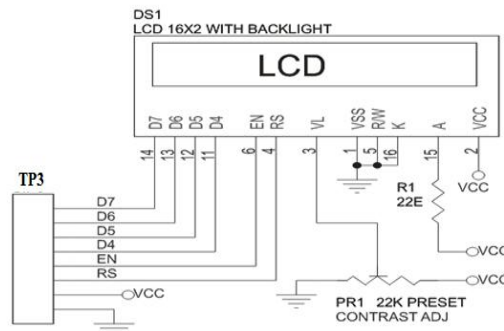 DS1
LCD 16X2 WITH BACKLIGHT
LCD
D7 D6 D5 D4 EN RS VL VSS R/W K A VCC
14 13 12 11 6 4 3 1 5 16 15 2
TP3
R1
22E
VCC
D7
D6
D5
D4
EN
RS
VCC
VCC
VCC
PR1 22K PRESET
CONTRAST ADJ